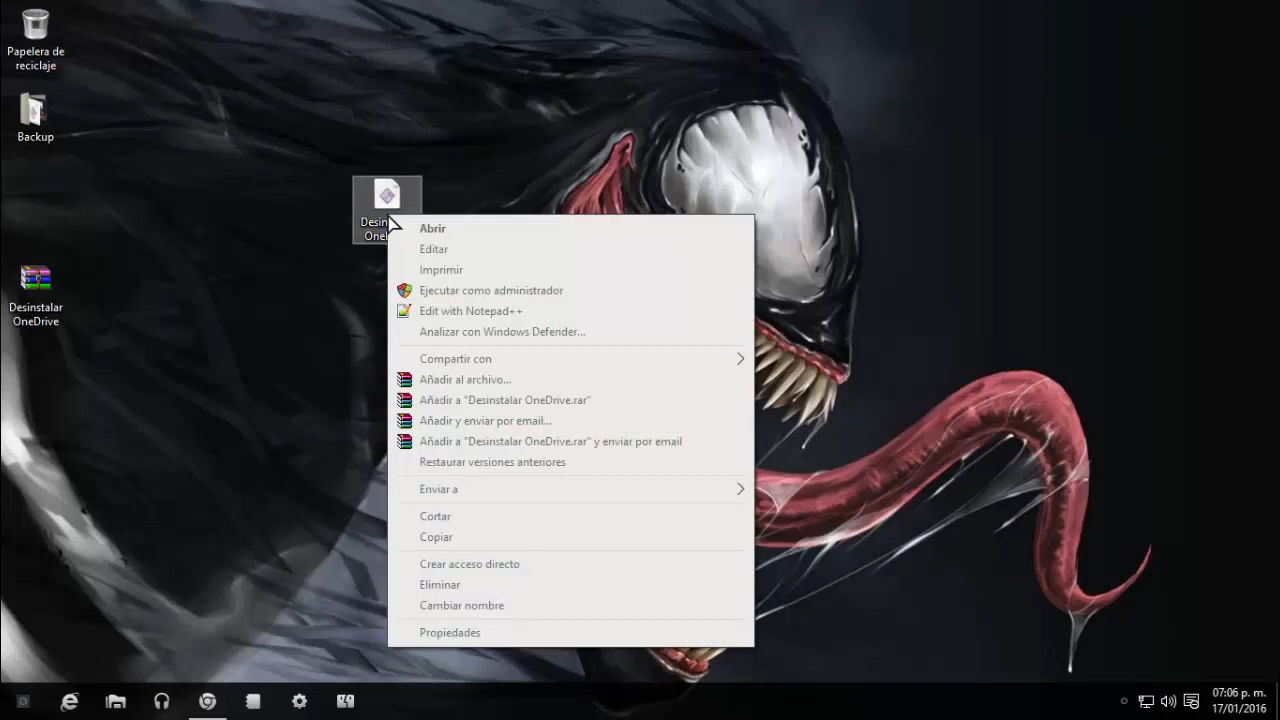 Papelera de
reciclaje
Backup
Desinstalar
OneDrive
Abrir
Editar
Imprimir
Ejecutar como administrador
Edit with Notepad++
Analizar con Windows Defender...
Compartir con
Añadir al archivo...
Añadir a "Desinstalar OneDrive.rar"
Añadir y enviar por email...
Añadir a "Desinstalar OneDrive.rar" y enviar por email
Restaurar versiones anteriores
Enviar a
Cortar
Copiar
Crear acceso directo
Eliminar
Cambiar nombre
Propiedades
07:06 p. m.
17/01/2016